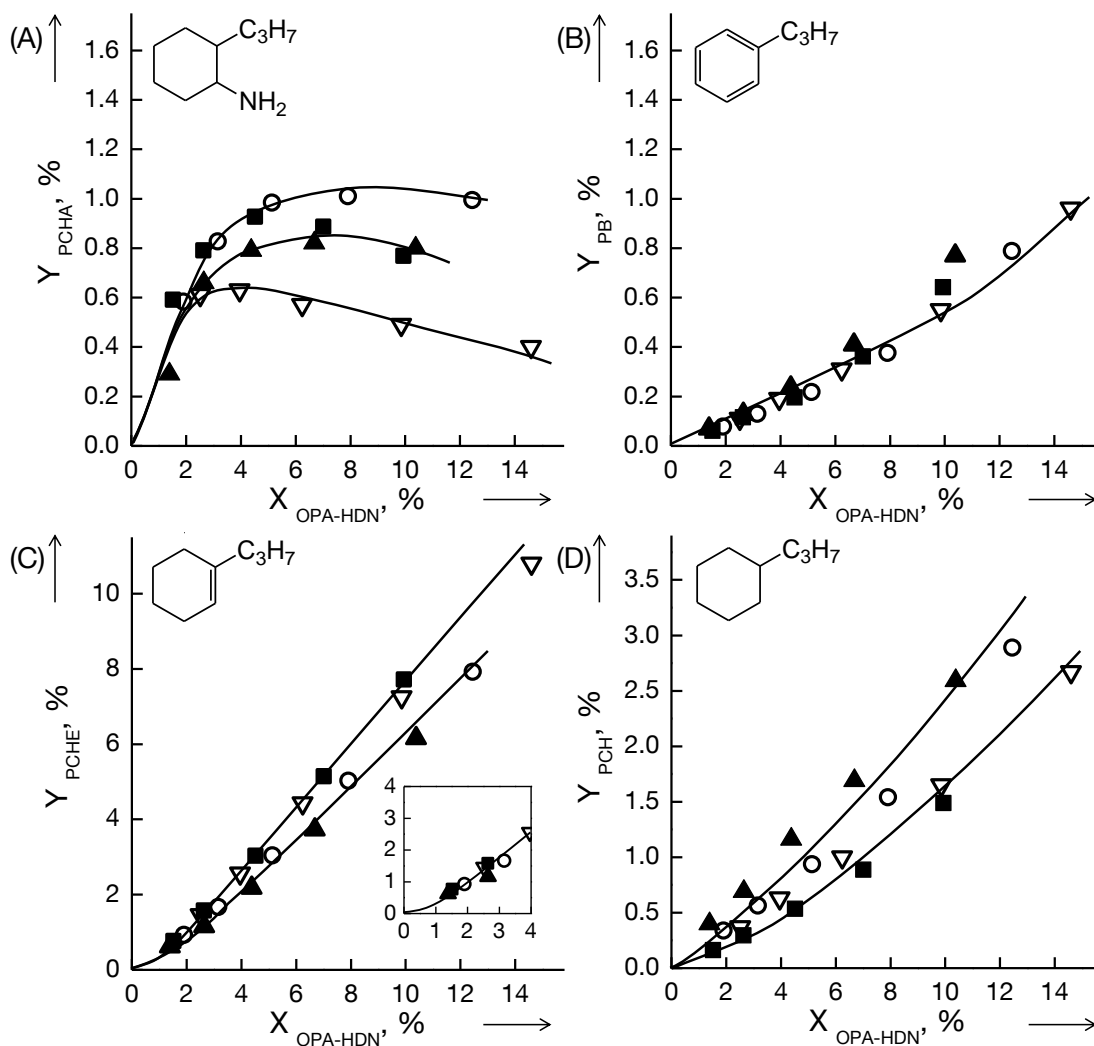 (A)
C3H7
NH2
1.6
1.4
1.2
1.0
0.8
0.6
0.4
0.2
0.0
Y PCHA, %
0 2 4 6 8 10 12 14
X OPA-HDN, %
(B)
C3H7
1.6
1.4
1.2
1.0
0.8
0.6
0.4
0.2
0.0
Y PB, %
0 2 4 6 8 10 12 14
X OPA-HDN, %
(C)
C3H7
10
8
6
4
2
0
Y PCHE, %
4
3
2
1
0
0 1 2 3 4
0 2 4 6 8 10 12 14
X OPA-HDN, %
(D)
C3H7
3.5
3.0
2.5
2.0
1.5
1.0
0.5
0.0
Y PCH, %
0 2 4 6 8 10 12 14
X OPA-HDN, %